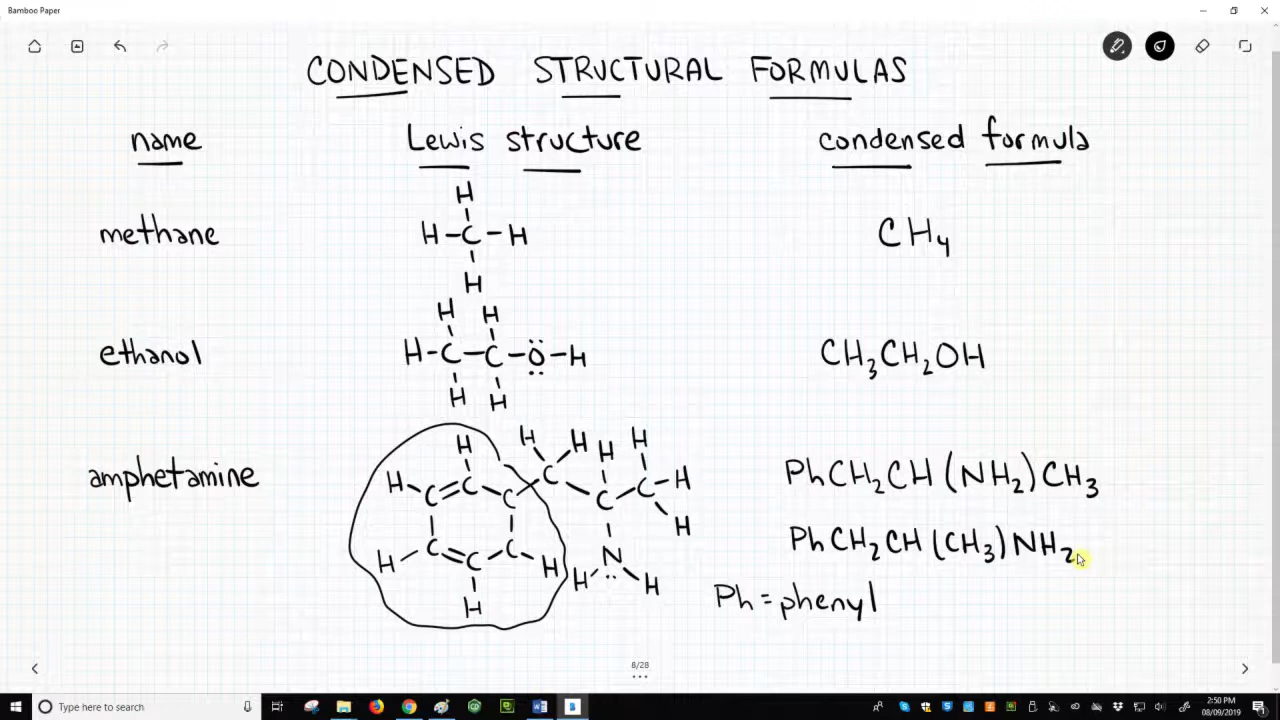 Bamboo Paper
CONDENSED STRUCTURAL FORMULAS
name Lewis structure condensed formula
H
methane H-C-H CH₄
H
H H
ethanol H-C-C-O-H CH₃CH₂OH
H H
H H H H H
amphetamine H C C C C C C H PhCH₂CH(NH₂)CH₃
H
H C C C H N PhCH₂CH(CH₃)NH₂
H H H
Ph = phenyl
8/28
Type here to search
2:50 PM
08/09/2019